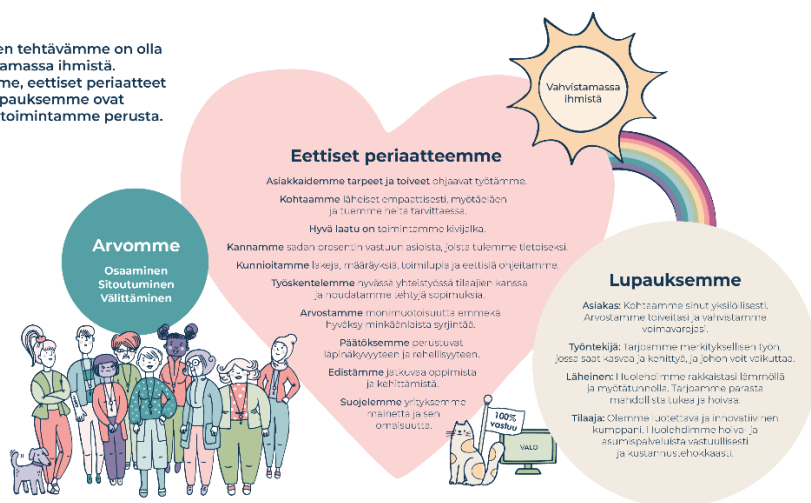 en tehtävämme on olla
tamassa ihmistä.
me, eettiset periaatteet
pauksemme ovat
toimintamme perusta.
Vahvistamassa
ihmistä
Eettiset periaatteemme
Asiakkaidemme tarpeet ja toiveet ohjaavat työtämme.
Kohtaamme läheiset empaattisesti, myötäeläen
ja tuemme heitä tarvittaessa.
Hyvä laatu on toimintamme kivijalka.
Kannamme sadan prosentin vastuun asioista, joista tulemme tietoiseksi.
Kunnioitamme lakeja, määräyksiä, toimilupia ja eettisiä ohjeitamme.
Työskentelemme hyvässä yhteistyössä tilaajien kanssa
ja noudatamme tehtyjä sopimuksia.
Arvostamme monimuotoisuutta emmekä
hyväksy minkäänlaista syrjintää.
Päätöksemme perustuvat
läpinäkyvyyteen ja rehellisyyteen.
Edistämme jatkuvaa oppimista
ja kehittämistä.
Suojelemme yrityksemme
mainetta ja sen
omaisuutta.
Arvomme
Osaaminen
Sitoutuminen
Välittäminen
Lupauksemme
Asiakas: Kohtaamme sinut yksilöllisesti.
Arvostamme toiveitasi ja vahvistamme
voimavarojasi.
Työntekijä: Tarjoamme merkityksellisen työn,
jossa saat kasvaa ja kehittyä, ja johon voit vaikuttaa.
Läheinen: Huolehdimme rakkaistasi lämmöllä
ja myötätunnolla. Tarjoamme parasta
mahdollista tukea ja hoivaa.
Tilaaja: Olemme luotettava ja innovatiivinen
kumppani. Huolehdimme hoiva- ja
asumispalveluista vastuullisesti
ja kustannustehokkaasti.
100%
vastuu
VALO